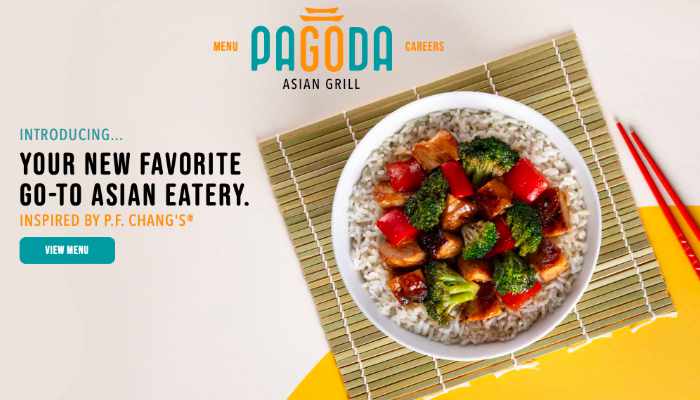 MENU
PAGODA
CAREERS
ASIAN GRILL
INTRODUCING...
YOUR NEW FAVORITE
GO-TO ASIAN EATERY.
INSPIRED BY P.F. CHANG'S®
VIEW MENU